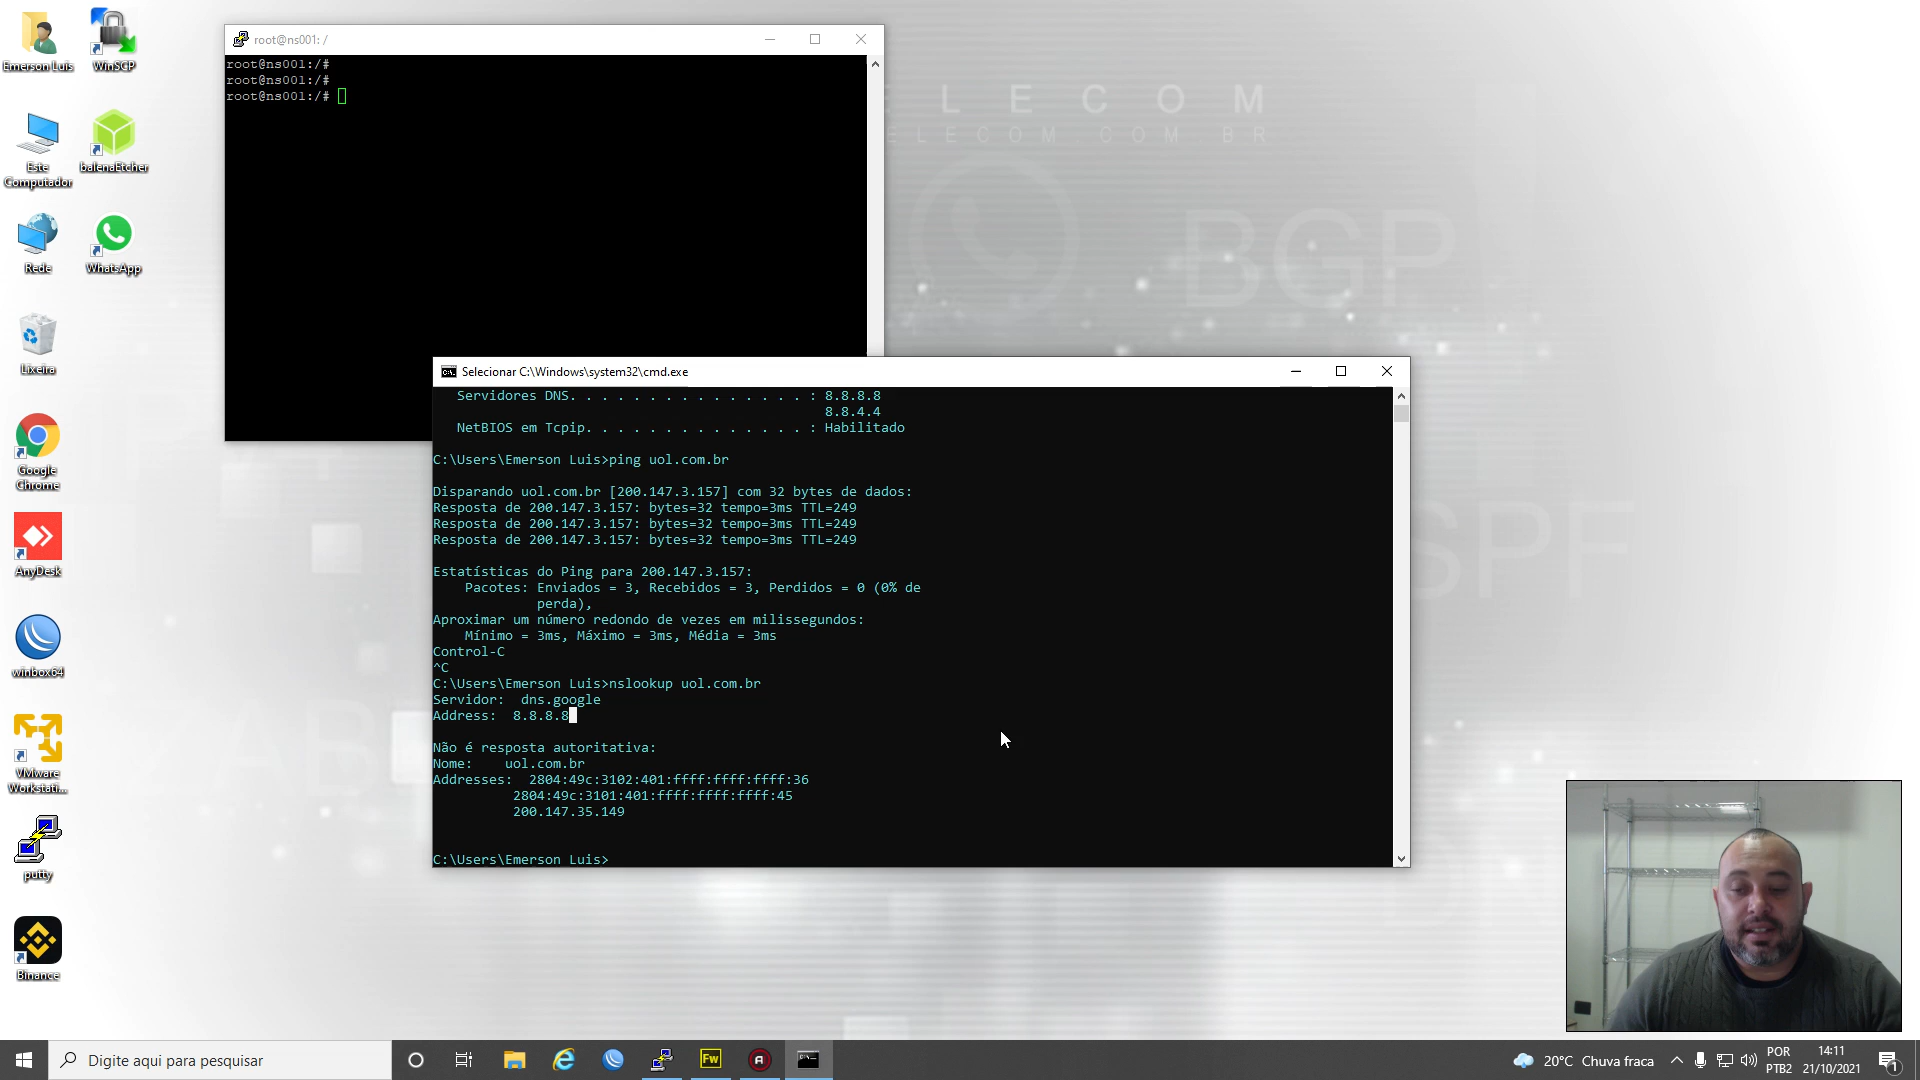 Emerson Luis
WinSCP
Este
Computador
balenaEtcher
Rede
WhatsApp
Lixeira
Google
Chrome
AnyDesk
winbox64
VMware
Workstati...
putty
Binance
root@ns001: /
root@ns001:/#
root@ns001:/#
root@ns001:/#
ELECOM
ELECOM.COM.BR
BGP
SPF
Selecionar C:\Windows\system32\cmd.exe
Servidores DNS. . . . . . . . . . . . . . . : 8.8.8.8
8.8.4.4
NetBIOS em Tcpip. . . . . . . . . . . . . . : Habilitado
C:\Users\Emerson Luis>ping uol.com.br
Disparando uol.com.br [200.147.3.157] com 32 bytes de dados:
Resposta de 200.147.3.157: bytes=32 tempo=3ms TTL=249
Resposta de 200.147.3.157: bytes=32 tempo=3ms TTL=249
Resposta de 200.147.3.157: bytes=32 tempo=3ms TTL=249
Estatísticas do Ping para 200.147.3.157:
Pacotes: Enviados = 3, Recebidos = 3, Perdidos = 0 (0% de
perda),
Aproximar um número redondo de vezes em milissegundos:
Mínimo = 3ms, Máximo = 3ms, Média = 3ms
Control-C
^C
C:\Users\Emerson Luis>nslookup uol.com.br
Servidor:  dns.google
Address:  8.8.8.8
Não é resposta autoritativa:
Nome:    uol.com.br
Addresses:  2804:49c:3102:401:ffff:ffff:ffff:36
2804:49c:3101:401:ffff:ffff:ffff:45
200.147.35.149
C:\Users\Emerson Luis>
Digite aqui para pesquisar
Fw
20°C Chuva fraca
POR
PTB2
14:11
21/10/2021
1